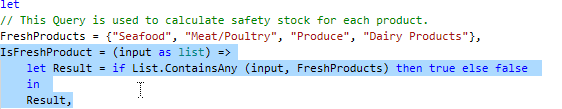 let
// This Query is used to calculate safety stock for each product.
FreshProducts = {"Seafood", "Meat/Poultry", "Produce", "Dairy Products"},
IsFreshProduct = (input as list) =>
let Result = if List.ContainsAny (input, FreshProducts) then true else false
in
Result,